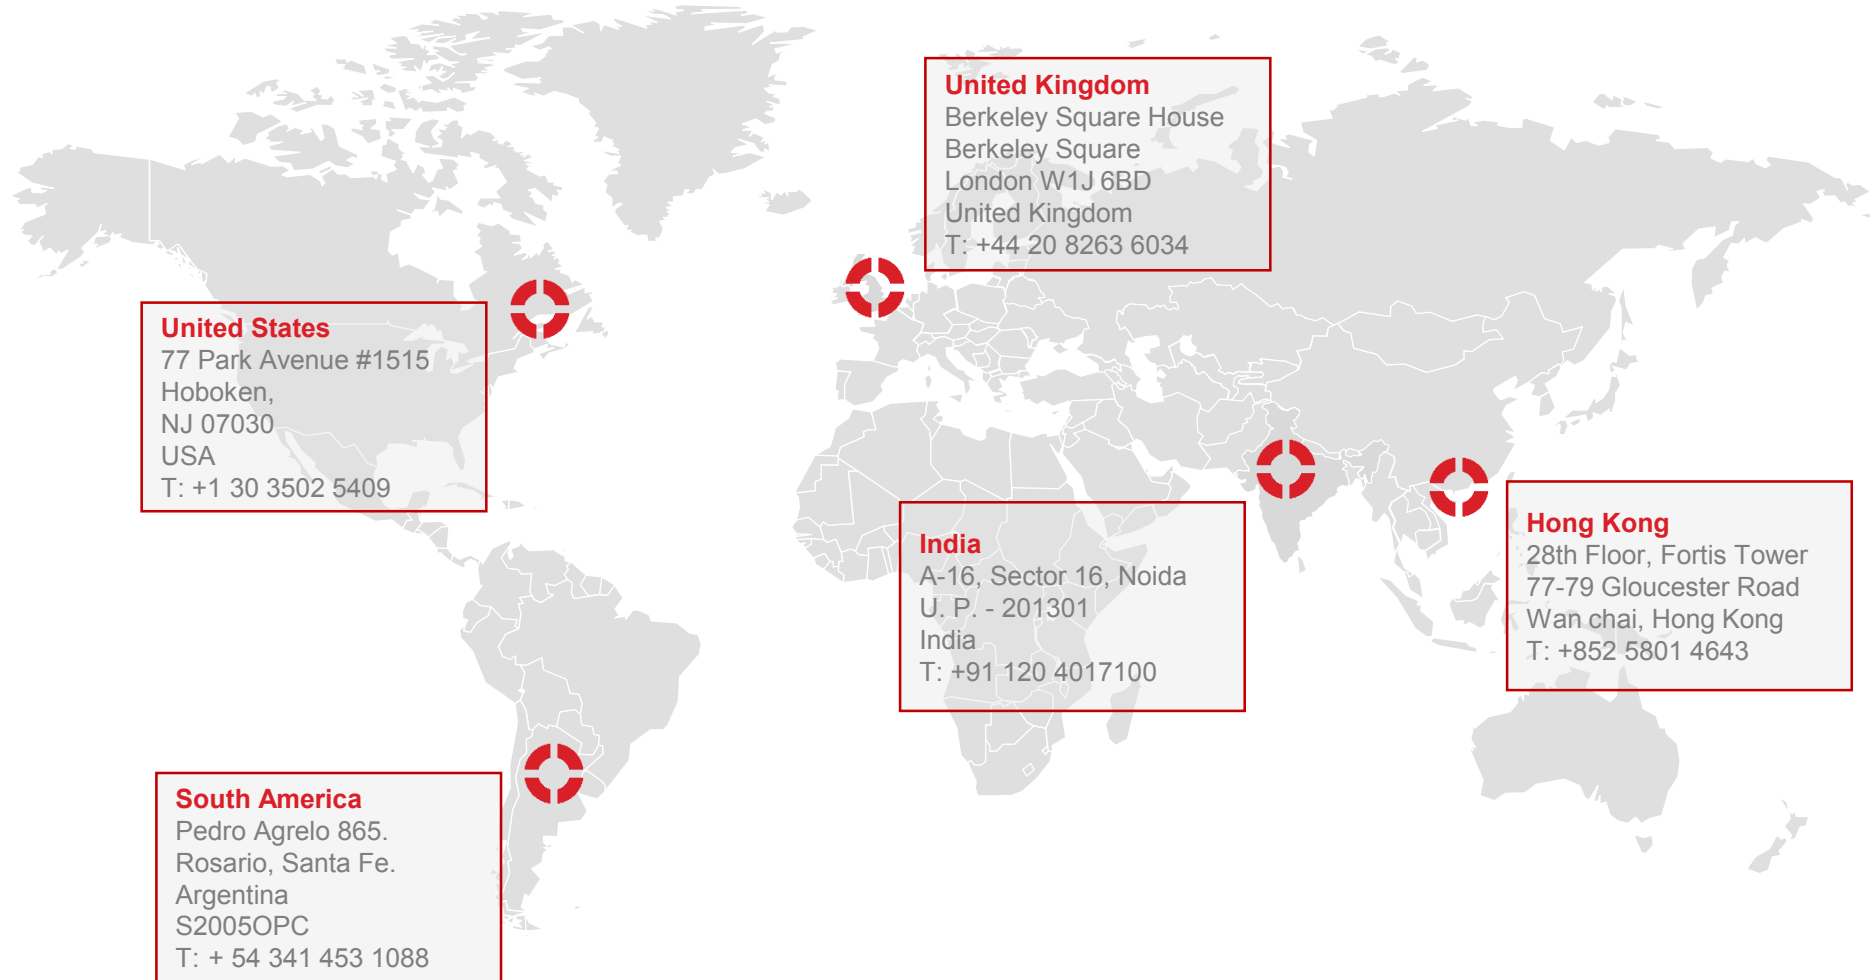 United Kingdom
Berkeley Square House
Berkeley Square
London W1J 6BD
United Kingdom
T: +44 20 8263 6034
United States
77 Park Avenue #1515
Hoboken,
NJ 07030
USA
T: +1 30 3502 5409
India
A-16, Sector 16, Noida
U. P. - 201301
India
T: +91 120 4017100
Hong Kong
28th Floor, Fortis Tower
77-79 Gloucester Road
Wan chai, Hong Kong
T: +852 5801 4643
South America
Pedro Agrelo 865.
Rosario, Santa Fe.
Argentina
S2005OPC
T: + 54 341 453 1088